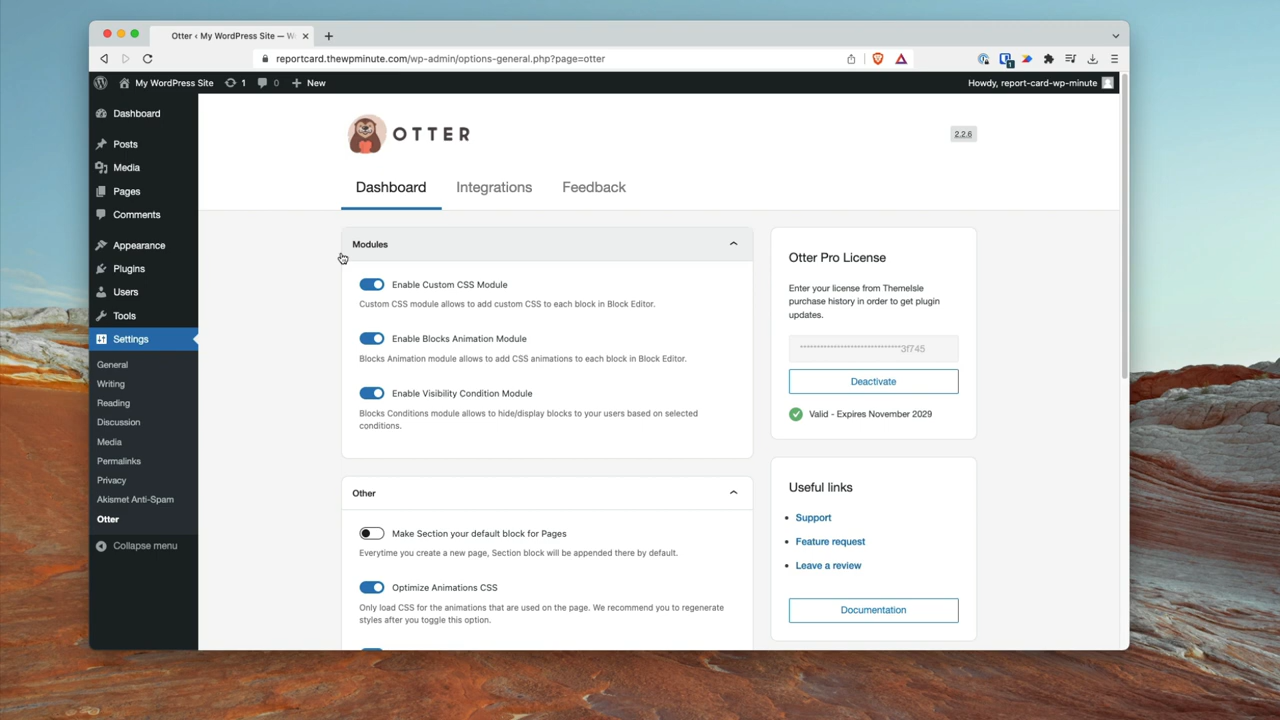 Otter ‹ My WordPress Site — W
reportcard.thewpminute.com/wp-admin/options-general.php?page=otter
My WordPress Site
1
0
New
Howdy, report-card-wp-minute
Dashboard
Posts
Media
Pages
Comments
Appearance
Plugins
Users
Tools
Settings
General
Writing
Reading
Discussion
Media
Permalinks
Privacy
Akismet Anti-Spam
Otter
Collapse menu
OTTER
2.2.6
Dashboard
Integrations
Feedback
Modules
Enable Custom CSS Module
Custom CSS module allows to add custom CSS to each block in Block Editor.
Enable Blocks Animation Module
Blocks Animation module allows to add CSS animations to each block in Block Editor.
Enable Visibility Condition Module
Blocks Conditions module allows to hide/display blocks to your users based on selected
conditions.
Other
Make Section your default block for Pages
Everytime you create a new page, Section block will be appended there by default.
Optimize Animations CSS
Only load CSS for the animations that are used on the page. We recommend you to regenerate
styles after you toggle this option.
Otter Pro License
Enter your license from ThemeIsle
purchase history in order to get plugin
updates.
******************************3f745
Deactivate
Valid - Expires November 2029
Useful links
Support
Feature request
Leave a review
Documentation